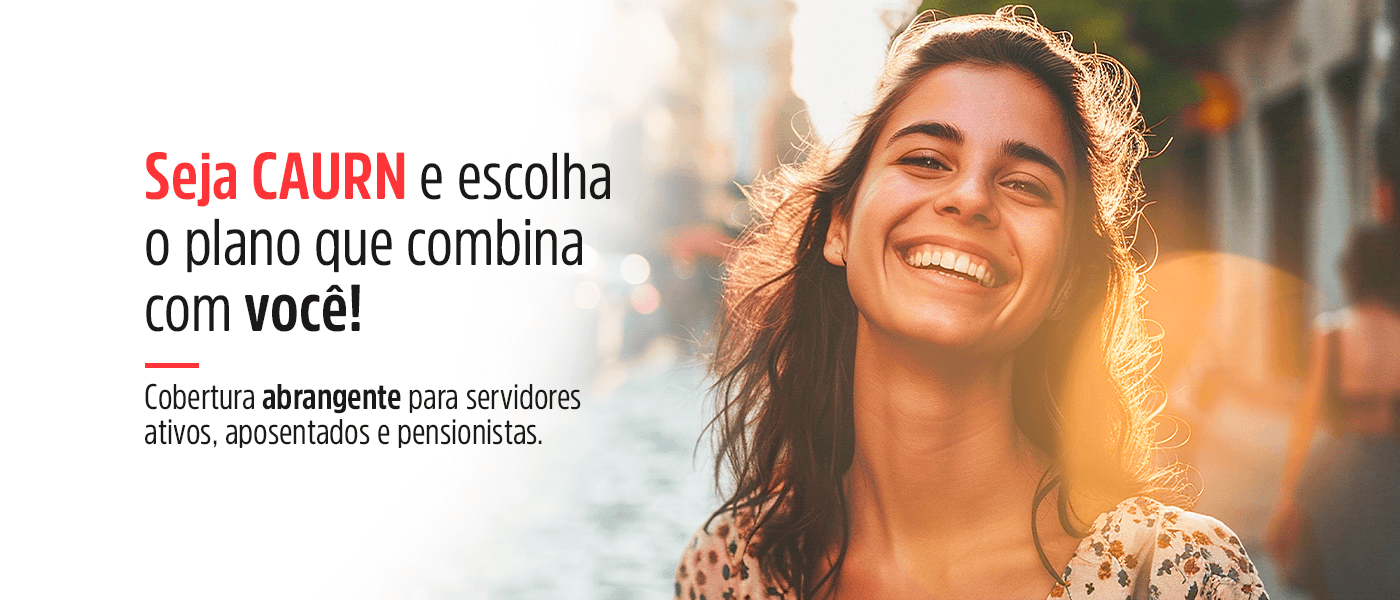 Seja CAURN e escolha
o plano que combina
com você!
Cobertura abrangente para servidores
ativos, aposentados e pensionistas.